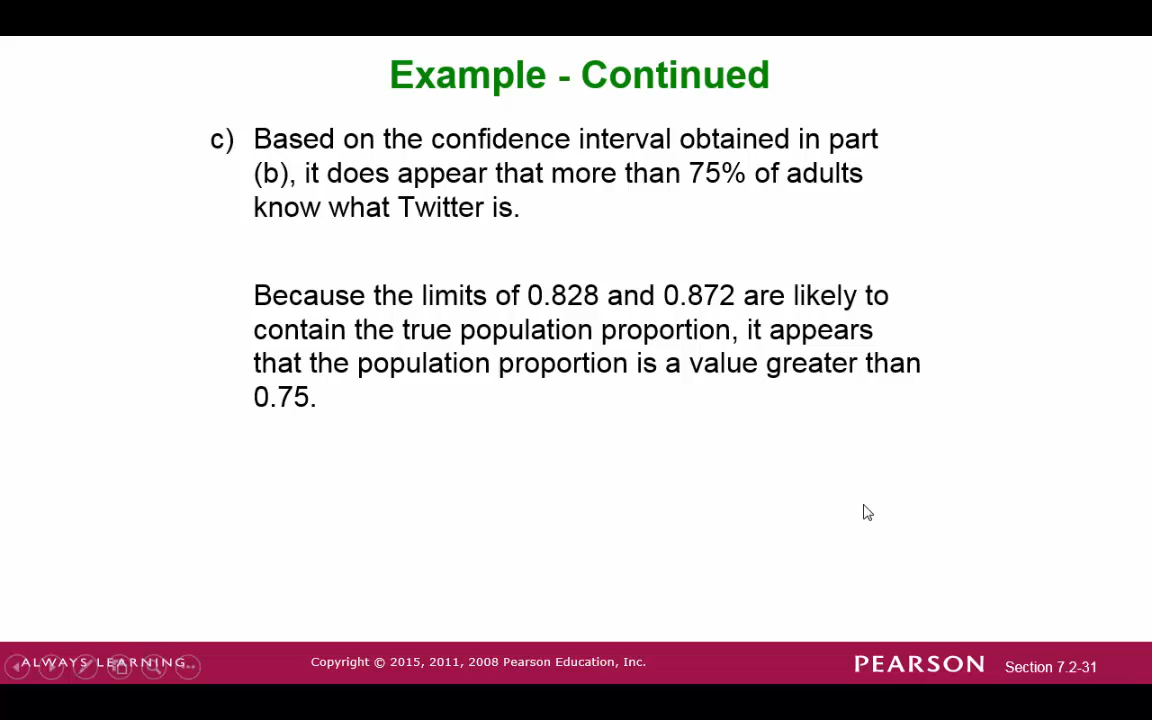 Example - Continued
c) Based on the confidence interval obtained in part
(b), it does appear that more than 75% of adults
know what Twitter is.
Because the limits of 0.828 and 0.872 are likely to
contain the true population proportion, it appears
that the population proportion is a value greater than
0.75.
ALWAYS LEARNING
Copyright © 2015, 2011, 2008 Pearson Education, Inc.
PEARSON
Section 7.2-31